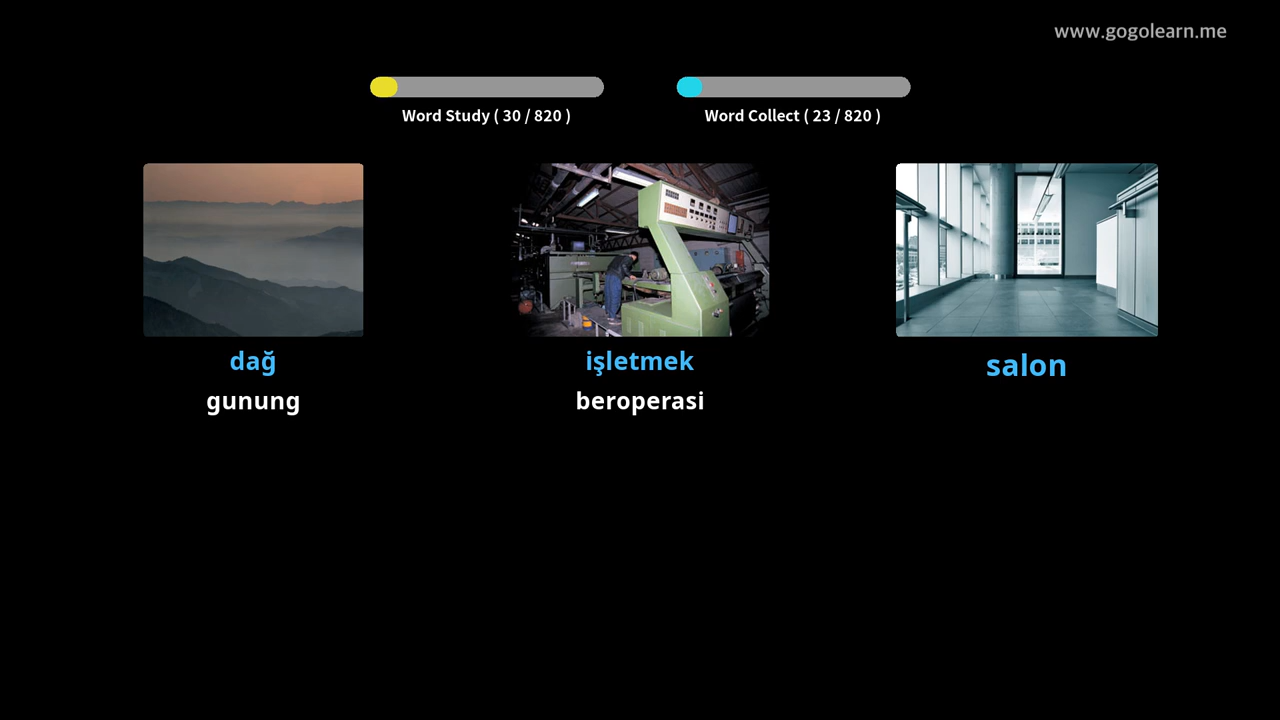 www.gogolearn.me
Word Study ( 30 / 820 )
Word Collect ( 23 / 820 )
dağ
işletmek
salon
gunung
beroperasi